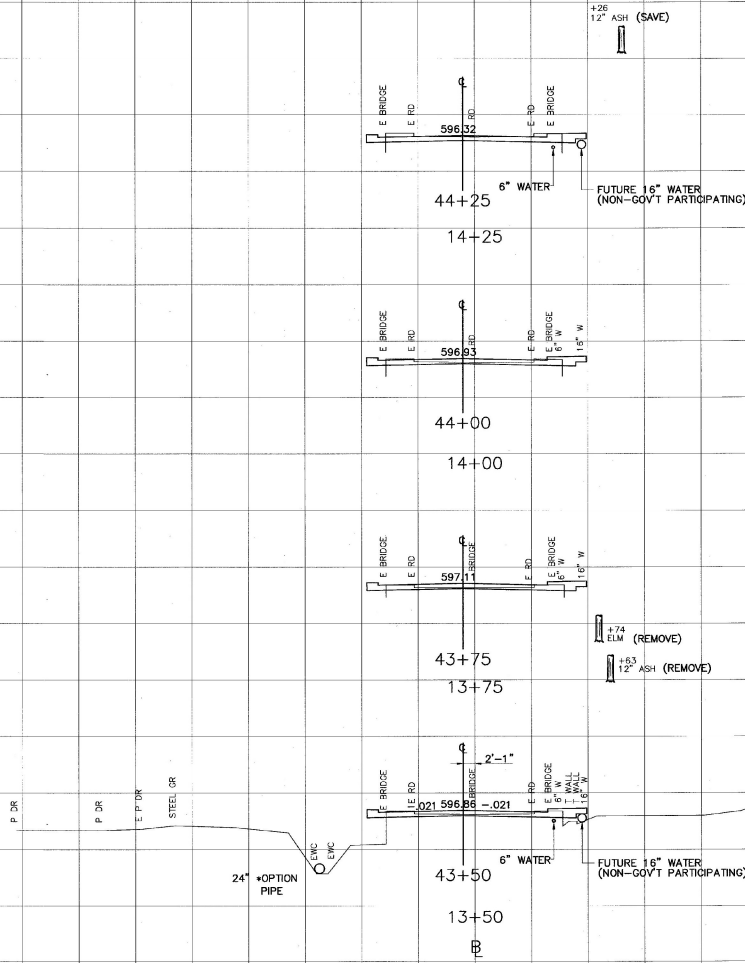 +26
12" ASH (SAVE)
℄
E BRIDGE
E RD
RD
E RD
E BRIDGE
596.32
6" WATER
FUTURE 16" WATER
(NON-GOV'T PARTICIPATING)
44+25
14+25
℄
E BRIDGE
E RD
RD
E RD
E BRIDGE
6" W
16" W
596.93
44+00
14+00
℄
E BRIDGE
E RD
BRIDGE
E RD
E BRIDGE
6" W
16" W
597.11
+74
ELM (REMOVE)
43+75
+63
12" ASH (REMOVE)
13+75
℄
2'-1"
P DR
P DR
E P DR
STEEL GR
E BRIDGE
E RD
BRIDGE
E RD
E BRIDGE
6" W
T WALL
T WALL
16" W
.021 596.86 -.021
EWC
EWC
6" WATER
FUTURE 16" WATER
(NON-GOV'T PARTICIPATING)
24" *OPTION
PIPE
43+50
13+50
BL